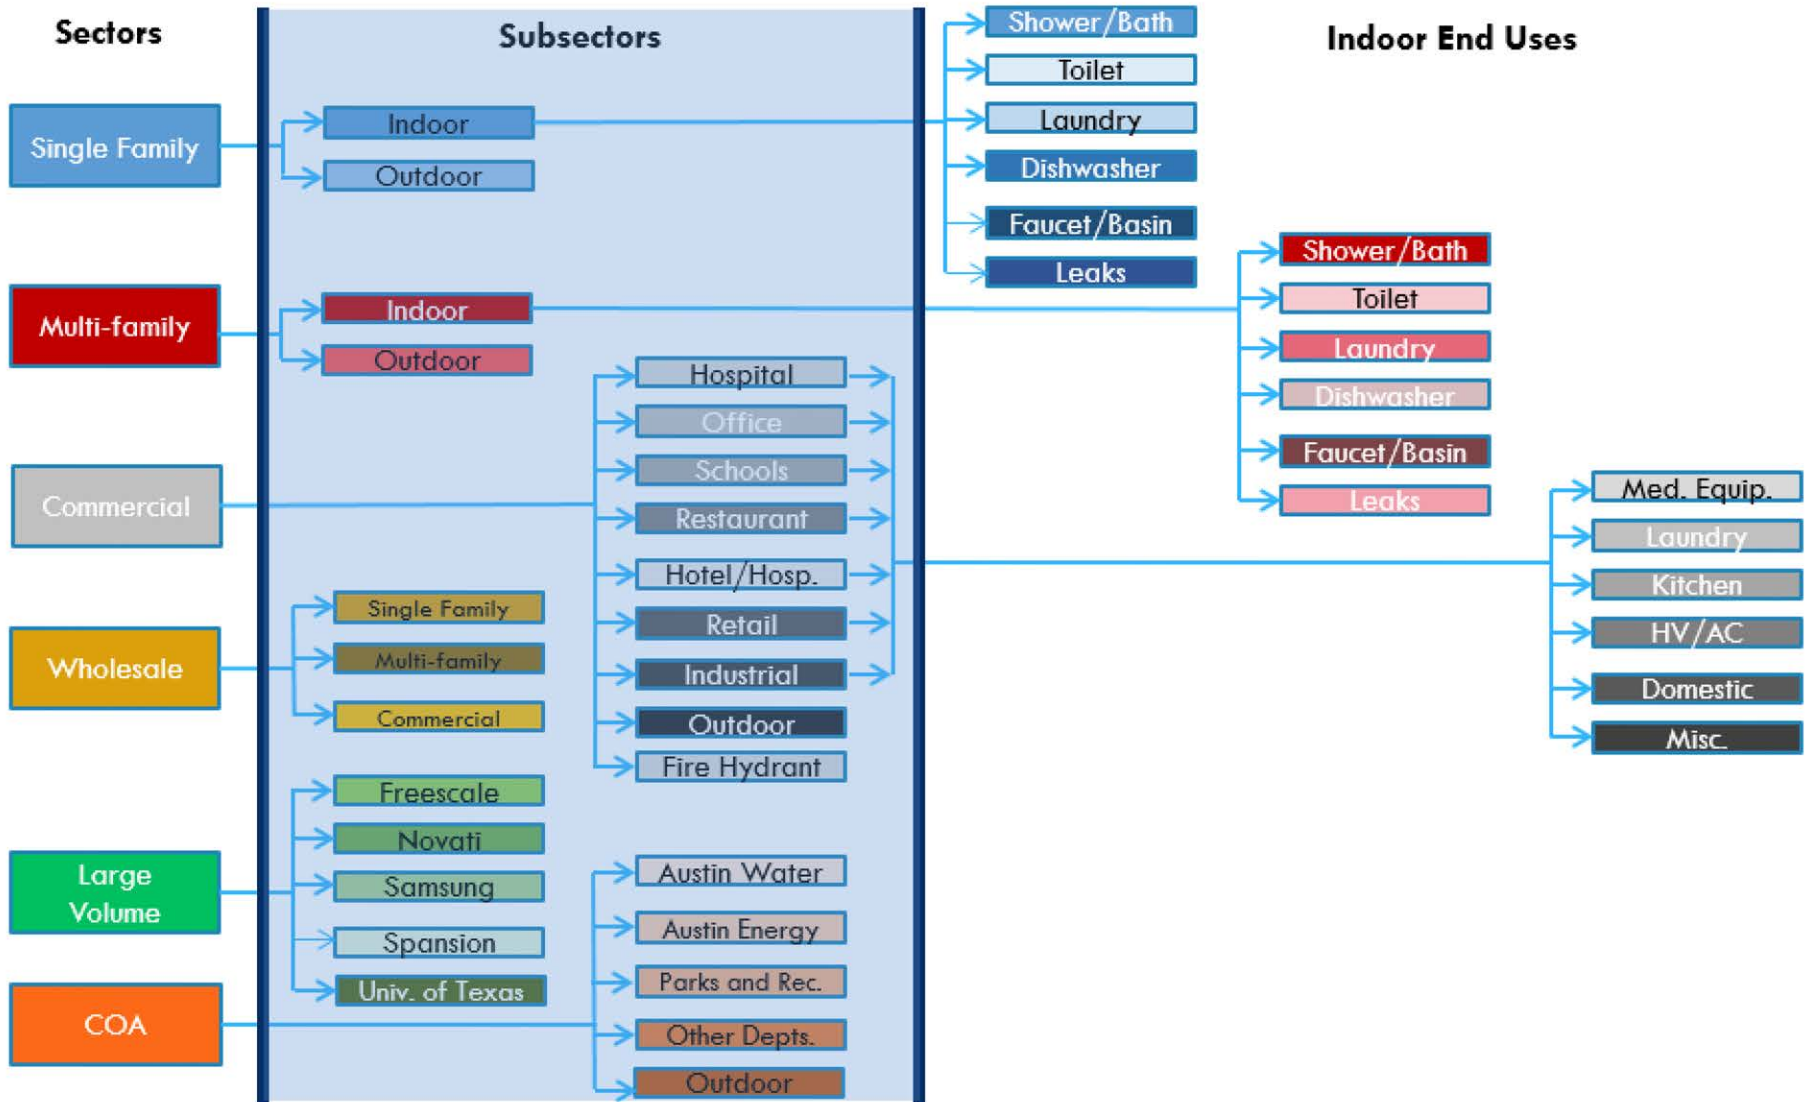 Sectors
Subsectors
Indoor End Uses
Single Family
Multi-family
Commercial
Wholesale
Large
Volume
COA
Indoor
Outdoor
Indoor
Outdoor
Hospital
Office
Schools
Restaurant
Hotel/Hosp.
Retail
Industrial
Outdoor
Fire Hydrant
Single Family
Multi-family
Commercial
Freescale
Novati
Samsung
Spansion
Univ. of Texas
Austin Water
Austin Energy
Parks and Rec.
Other Depts.
Outdoor
Shower/Bath
Toilet
Laundry
Dishwasher
Faucet/Basin
Leaks
Shower/Bath
Toilet
Laundry
Dishwasher
Faucet/Basin
Leaks
Med. Equip.
Laundry
Kitchen
HV/AC
Domestic
Misc.